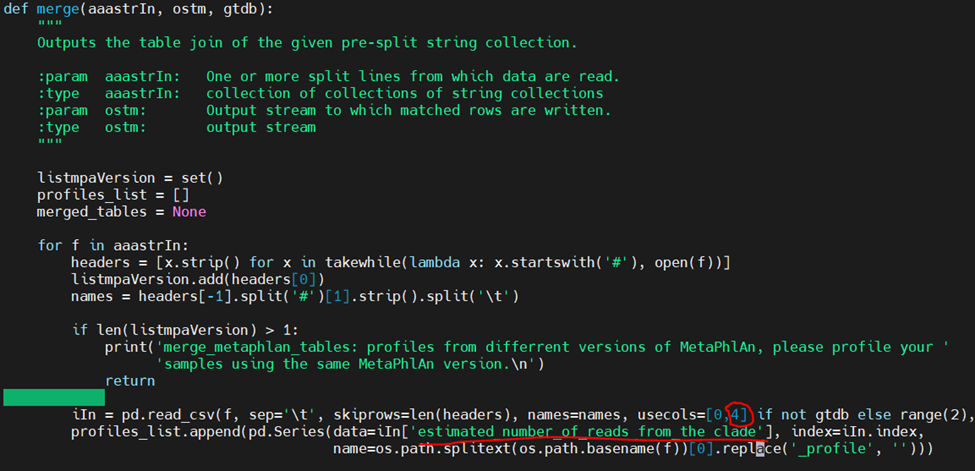 def merge(aaastrIn, ostm, gtdb):
    """
    Outputs the table join of the given pre-split string collection.

    :param  aaastrIn:   One or more split lines from which data are read.
    :type   aaastrIn:   collection of collections of string collections
    :param  ostm:       Output stream to which matched rows are written.
    :type   ostm:       output stream
    """

    listmpaVersion = set()
    profiles_list = []
    merged_tables = None

    for f in aaastrIn:
        headers = [x.strip() for x in takewhile(lambda x: x.startswith('#'), open(f))]
        listmpaVersion.add(headers[0])
        names = headers[-1].split('#')[1].strip().split('\t')

        if len(listmpaVersion) > 1:
            print('merge_metaphlan_tables: profiles from differrent versions of MetaPhlAn, please profile your '
                  'samples using the same MetaPhlAn version.\n')
            return

        iIn = pd.read_csv(f, sep='\t', skiprows=len(headers), names=names, usecols=[0,4] if not gtdb else range(2),
        profiles_list.append(pd.Series(data=iIn['estimated_number_of_reads_from_the_clade'], index=iIn.index,
                                       name=os.path.splitext(os.path.basename(f))[0].replace('_profile', '')))